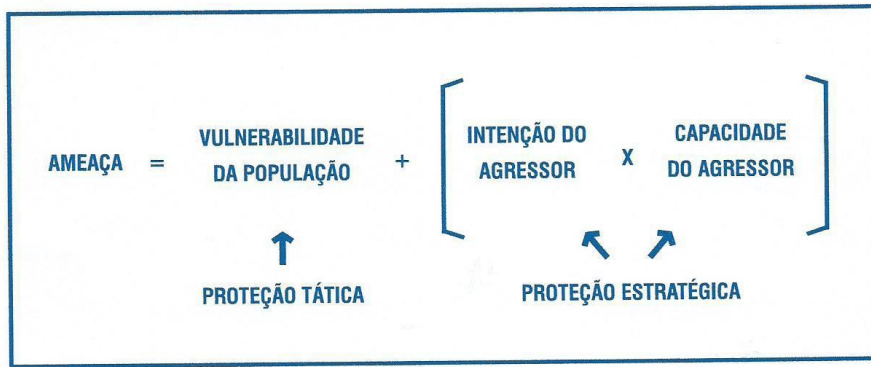 AMEAÇA = VULNERABILIDADE DA POPULAÇÃO + [ INTENÇÃO DO AGRESSOR X CAPACIDADE DO AGRESSOR ]
PROTEÇÃO TÁTICA
PROTEÇÃO ESTRATÉGICA